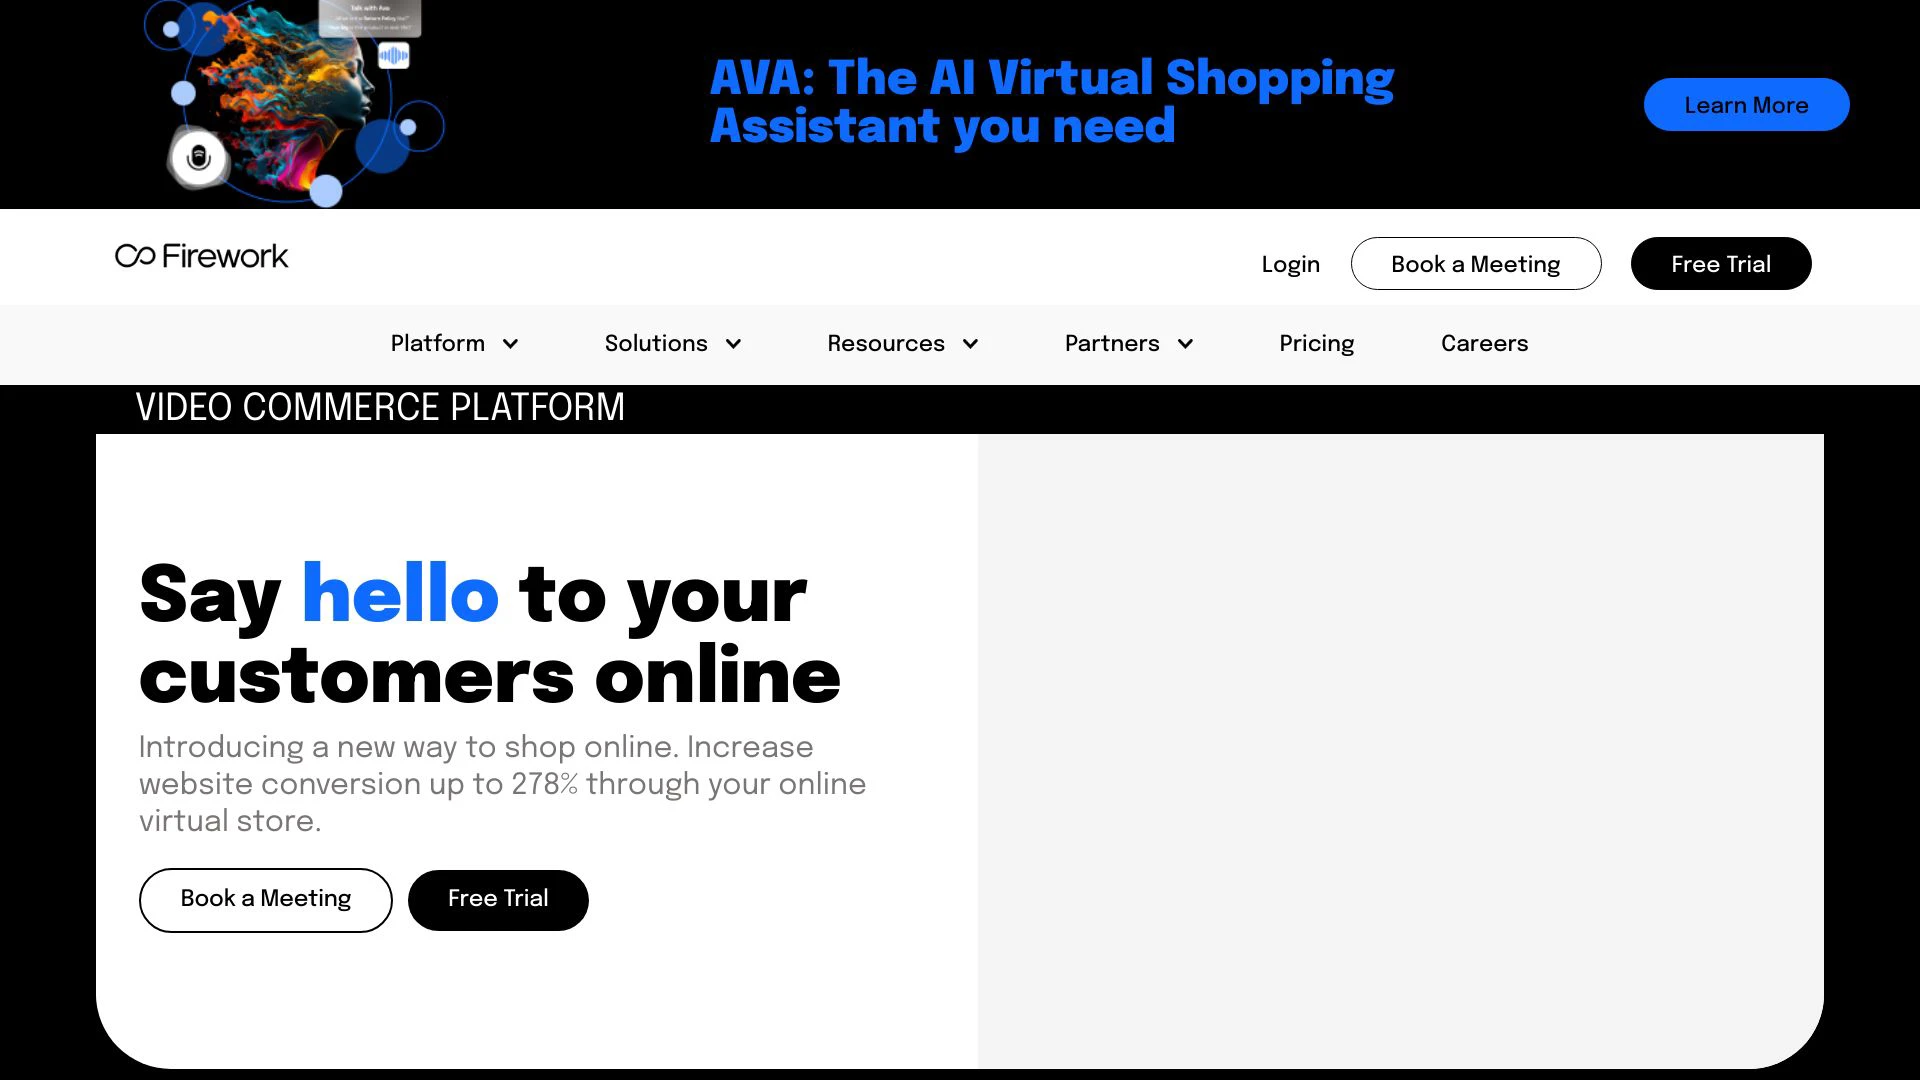 Talk with Ava
AVA: The AI Virtual Shopping
Assistant you need
Learn More
Firework
Login
Book a Meeting
Free Trial
Platform
Solutions
Resources
Partners
Pricing
Careers
VIDEO COMMERCE PLATFORM
Say hello to your
customers online
Introducing a new way to shop online. Increase
website conversion up to 278% through your online
virtual store.
Book a Meeting
Free Trial